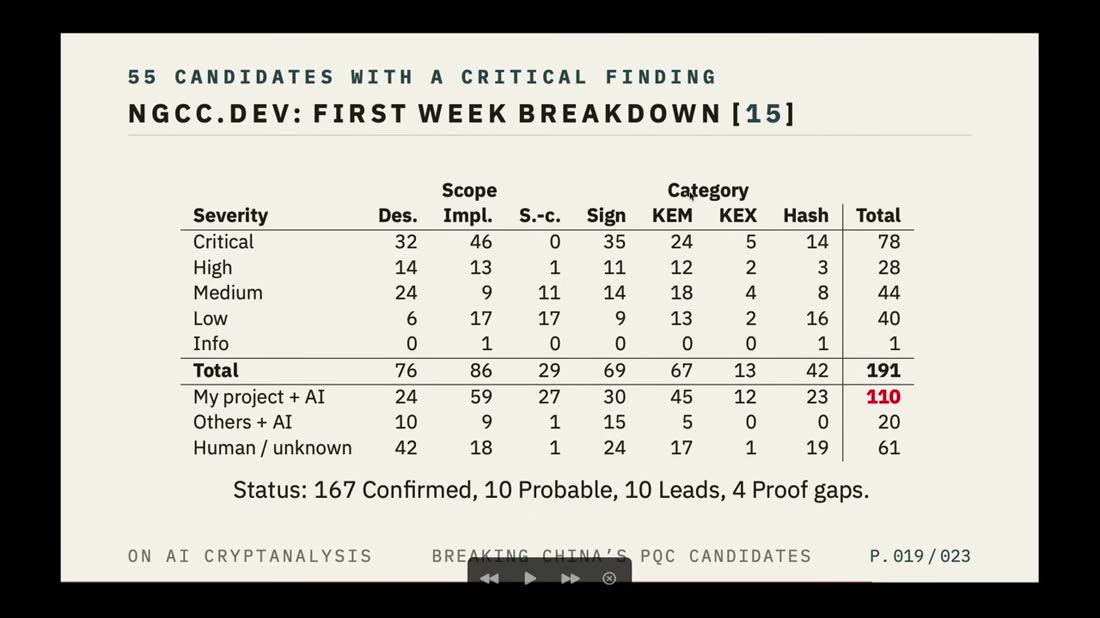 55 CANDIDATES WITH A CRITICAL FINDING
NGCC.DEV: FIRST WEEK BREAKDOWN [15]
Scope Category
Severity Des. Impl. S.-c. Sign KEM KEX Hash Total
Critical 32 46 0 35 24 5 14 78
High 14 13 1 11 12 2 3 28
Medium 24 9 11 14 18 4 8 44
Low 6 17 17 9 13 2 16 40
Info 0 1 0 0 0 0 1 1
Total 76 86 29 69 67 13 42 191
My project + AI 24 59 27 30 45 12 23 110
Others + AI 10 9 1 15 5 0 0 20
Human / unknown 42 18 1 24 17 1 19 61
Status: 167 Confirmed, 10 Probable, 10 Leads, 4 Proof gaps.
ON AI CRYPTANALYSIS BREAKING CHINA'S PQC CANDIDATES P.019/023